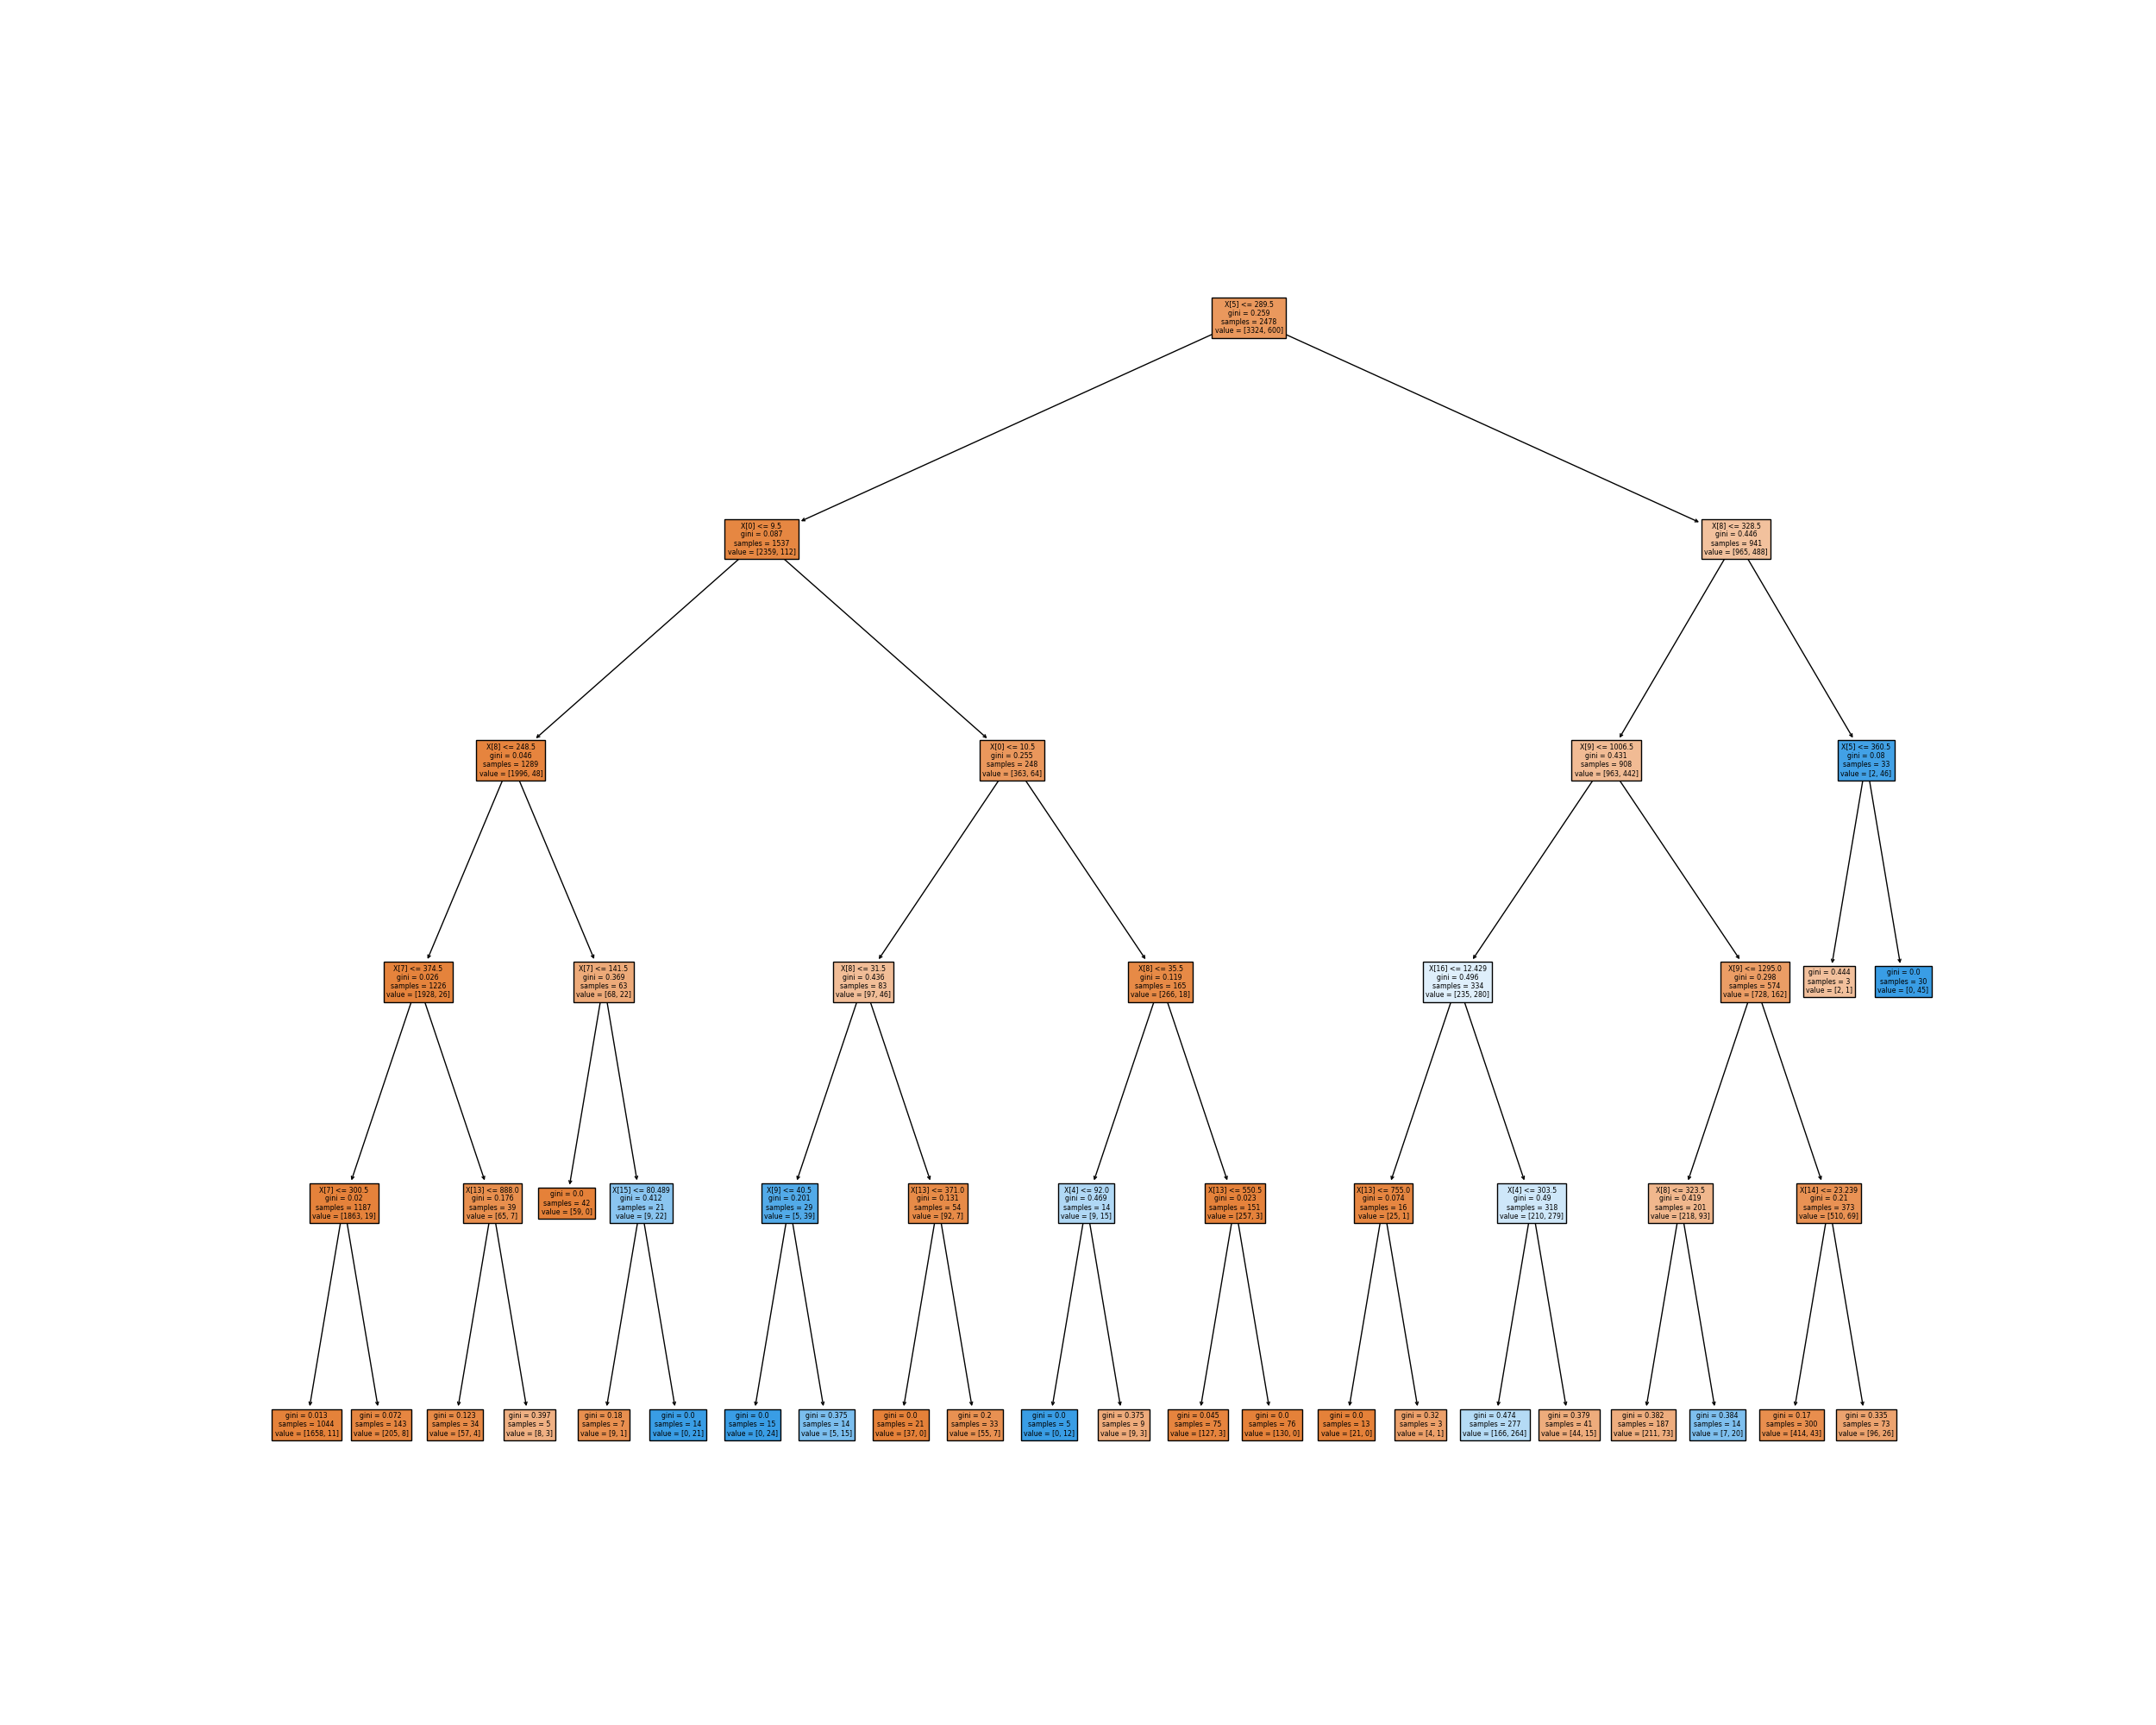 X[5] <= 289.5
gini = 0.259
samples = 2478
value = [3324, 600]
X[0] <= 9.5
gini = 0.087
samples = 1537
value = [2359, 112]
X[8] <= 328.5
gini = 0.446
samples = 941
value = [965, 488]
X[8] <= 248.5
gini = 0.046
samples = 1289
value = [1996, 48]
X[0] <= 10.5
gini = 0.255
samples = 248
value = [363, 64]
X[9] <= 1006.5
gini = 0.431
samples = 908
value = [963, 442]
X[5] <= 360.5
gini = 0.08
samples = 33
value = [2, 46]
X[7] <= 374.5
gini = 0.026
samples = 1226
value = [1928, 26]
X[7] <= 141.5
gini = 0.369
samples = 63
value = [68, 22]
X[8] <= 31.5
gini = 0.436
samples = 83
value = [97, 46]
X[8] <= 35.5
gini = 0.119
samples = 165
value = [266, 18]
X[16] <= 12.429
gini = 0.496
samples = 334
value = [235, 280]
X[9] <= 1295.0
gini = 0.298
samples = 574
value = [728, 162]
gini = 0.444
samples = 3
value = [2, 1]
gini = 0.0
samples = 30
value = [0, 45]
X[7] <= 300.5
gini = 0.02
samples = 1187
value = [1863, 19]
X[13] <= 888.0
gini = 0.176
samples = 39
value = [65, 7]
gini = 0.0
samples = 42
value = [59, 0]
X[15] <= 80.489
gini = 0.412
samples = 21
value = [9, 22]
X[9] <= 40.5
gini = 0.201
samples = 29
value = [5, 39]
X[13] <= 371.0
gini = 0.131
samples = 54
value = [92, 7]
X[4] <= 92.0
gini = 0.469
samples = 14
value = [9, 15]
X[13] <= 550.5
gini = 0.023
samples = 151
value = [257, 3]
X[13] <= 755.0
gini = 0.074
samples = 16
value = [25, 1]
X[4] <= 303.5
gini = 0.49
samples = 318
value = [210, 279]
X[8] <= 323.5
gini = 0.419
samples = 201
value = [218, 93]
X[14] <= 23.239
gini = 0.21
samples = 373
value = [510, 69]
gini = 0.013
samples = 1044
value = [1658, 11]
gini = 0.072
samples = 143
value = [205, 8]
gini = 0.123
samples = 34
value = [57, 4]
gini = 0.397
samples = 5
value = [8, 3]
gini = 0.18
samples = 7
value = [9, 1]
gini = 0.0
samples = 14
value = [0, 21]
gini = 0.0
samples = 15
value = [0, 24]
gini = 0.375
samples = 14
value = [5, 15]
gini = 0.0
samples = 21
value = [37, 0]
gini = 0.2
samples = 33
value = [55, 7]
gini = 0.0
samples = 5
value = [0, 12]
gini = 0.375
samples = 9
value = [9, 3]
gini = 0.045
samples = 75
value = [127, 3]
gini = 0.0
samples = 76
value = [130, 0]
gini = 0.0
samples = 13
value = [21, 0]
gini = 0.32
samples = 3
value = [4, 1]
gini = 0.474
samples = 277
value = [166, 264]
gini = 0.379
samples = 41
value = [44, 15]
gini = 0.382
samples = 187
value = [211, 73]
gini = 0.384
samples = 14
value = [7, 20]
gini = 0.17
samples = 300
value = [414, 43]
gini = 0.335
samples = 73
value = [96, 26]